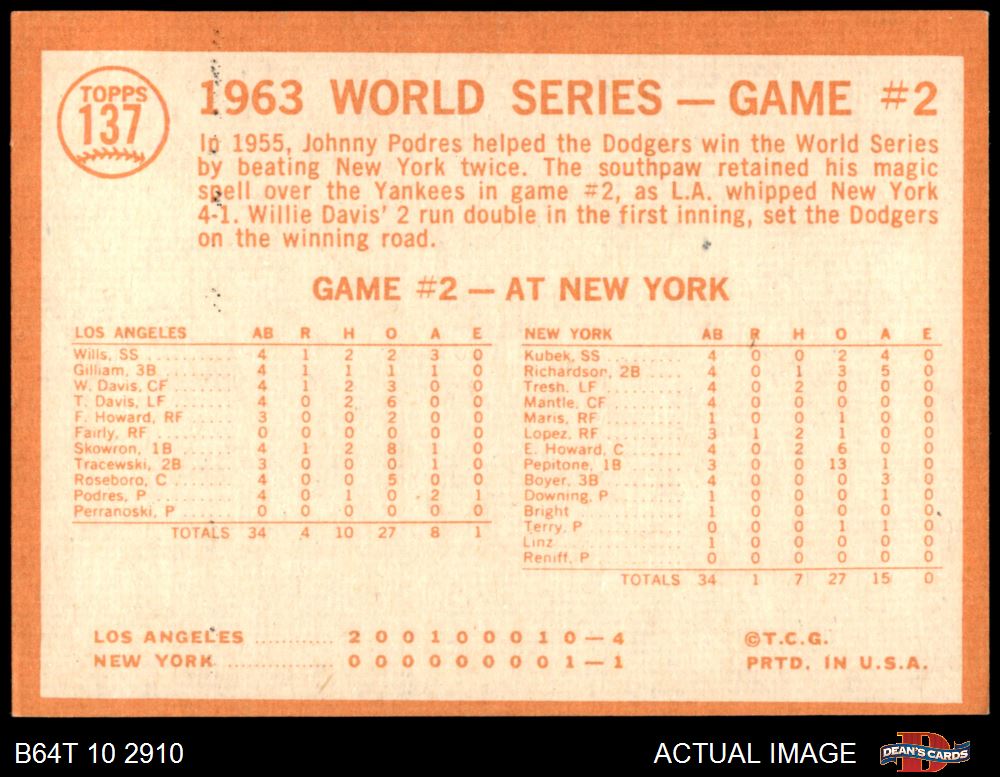 TOPPS
137
1963 WORLD SERIES — GAME #2
In 1955, Johnny Podres helped the Dodgers win the World Series
by beating New York twice. The southpaw retained his magic
spell over the Yankees in game #2, as L.A. whipped New York
4-1. Willie Davis' 2 run double in the first inning, set the Dodgers
on the winning road.
GAME #2 — AT NEW YORK
LOS ANGELES AB R H O A E
Wills, SS 4 1 2 2 3 0
Gilliam, 3B 4 1 1 1 1 0
W. Davis, CF 4 1 2 3 0 0
T. Davis, LF 4 0 2 6 0 0
F. Howard, RF 3 0 0 2 0 0
Fairly, RF 0 0 0 0 0 0
Skowron, 1B 4 1 2 8 1 0
Tracewski, 2B 3 0 0 0 1 0
Roseboro, C 4 0 0 5 0 0
Podres, P 4 0 1 0 2 1
Perranoski, P 0 0 0 0 0 0
TOTALS 34 4 10 27 8 1
NEW YORK AB R H O A E
Kubek, SS 4 0 0 2 4 0
Richardson, 2B 4 0 1 3 5 0
Tresh, LF 4 0 2 0 0 0
Mantle, CF 4 0 0 0 0 0
Maris, RF 1 0 0 1 0 0
Lopez, RF 3 1 2 1 0 0
E. Howard, C 4 0 2 6 0 0
Pepitone, 1B 3 0 0 13 1 0
Boyer, 3B 4 0 0 0 3 0
Downing, P 1 0 0 0 1 0
Bright 1 0 0 0 0 0
Terry, P 0 0 0 1 1 0
Linz 1 0 0 0 0 0
Reniff, P 0 0 0 0 0 0
TOTALS 34 1 7 27 15 0
LOS ANGELES 2 0 0 1 0 0 0 1 0 — 4
NEW YORK 0 0 0 0 0 0 0 0 1 — 1
©T.C.G.
PRTD. IN U.S.A.
B64T 10 2910
ACTUAL IMAGE
DEAN'S CARDS